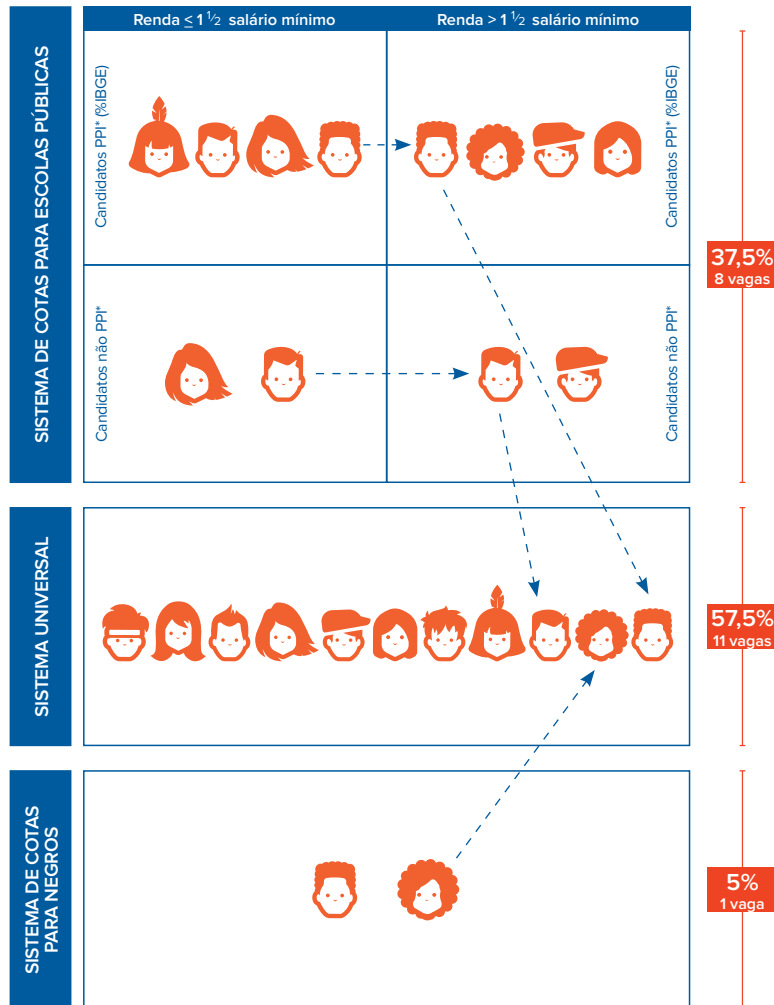 Renda ≤ 1 ½ salário mínimo
Renda > 1 ½ salário mínimo
SISTEMA DE COTAS PARA ESCOLAS PÚBLICAS
Candidatos PPI* (%IBGE)
Candidatos PPI* (%IBGE)
37,5%
8 vagas
Candidatos não PPI*
Candidatos não PPI*
SISTEMA UNIVERSAL
57,5%
11 vagas
SISTEMA DE COTAS
PARA NEGROS
5%
1 vaga